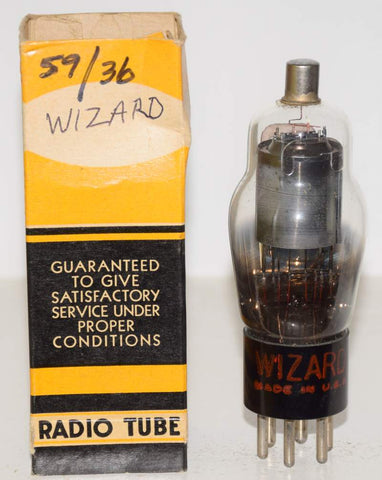 59/36
WIZARD
GUARANTEED
TO GIVE
SATISFACTORY
SERVICE UNDER
PROPER
CONDITIONS
RADIO TUBE
WIZARD
MADE IN U.S.